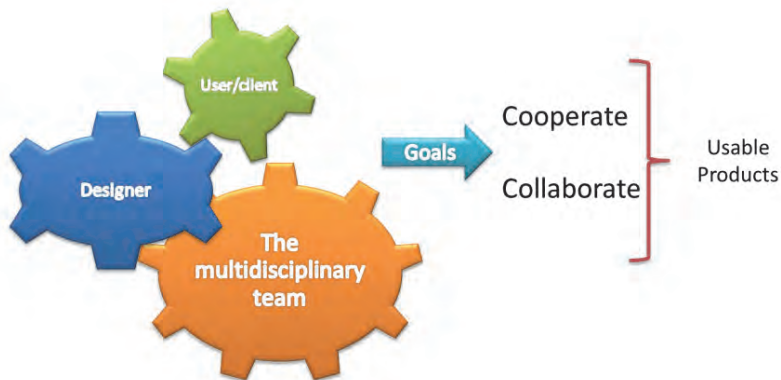 User/client
Designer
The
multidisciplinary
team
Goals
Cooperate
Collaborate
Usable
Products